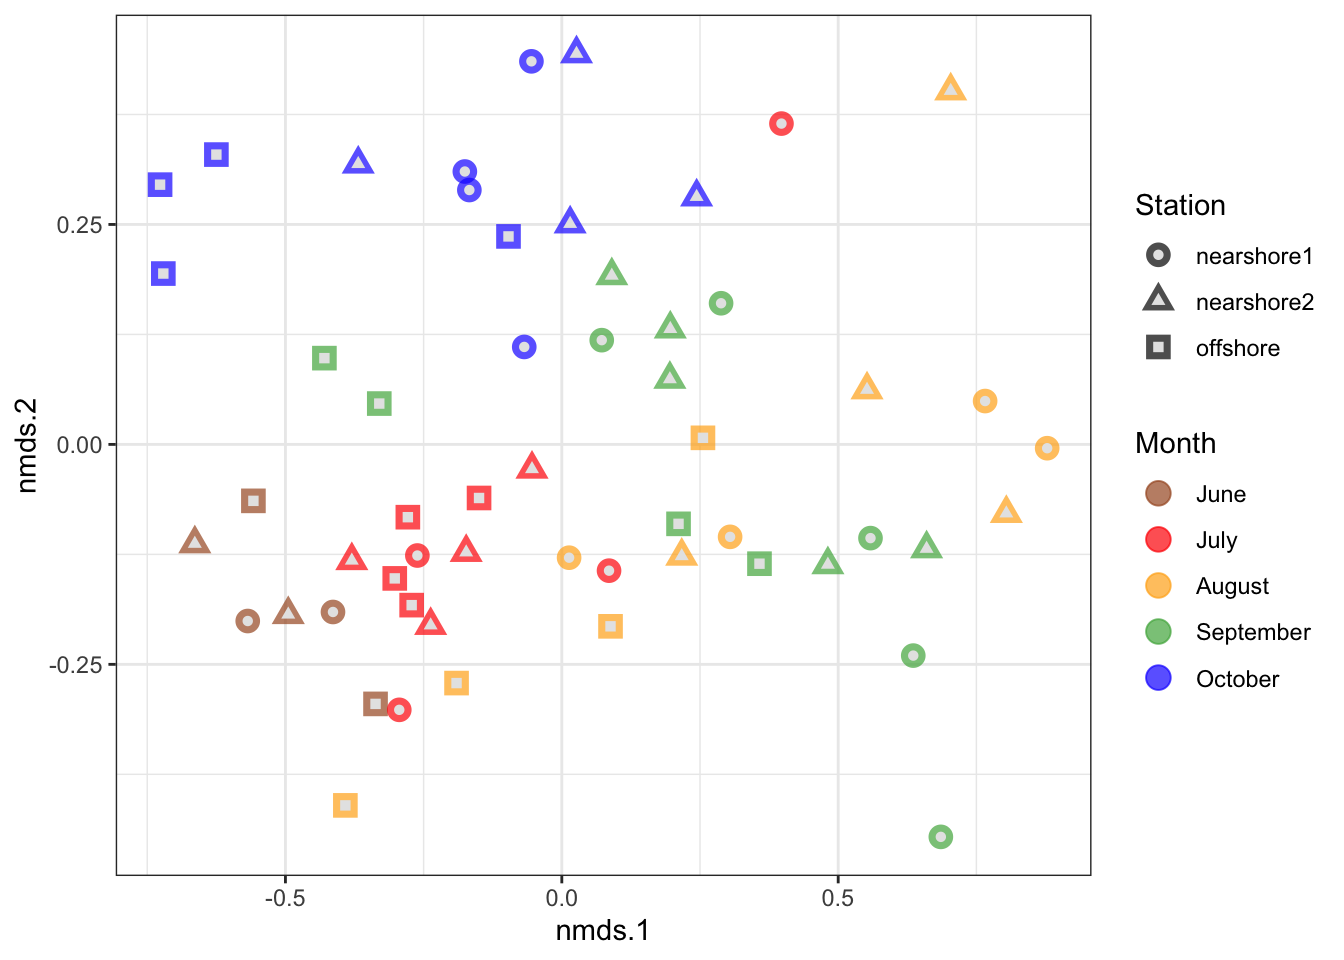 Station
nearshore1
nearshore2
offshore
Month
June
July
August
September
October
0.25
0.00
-0.25
nmds.2
-0.5 0.0 0.5
nmds.1